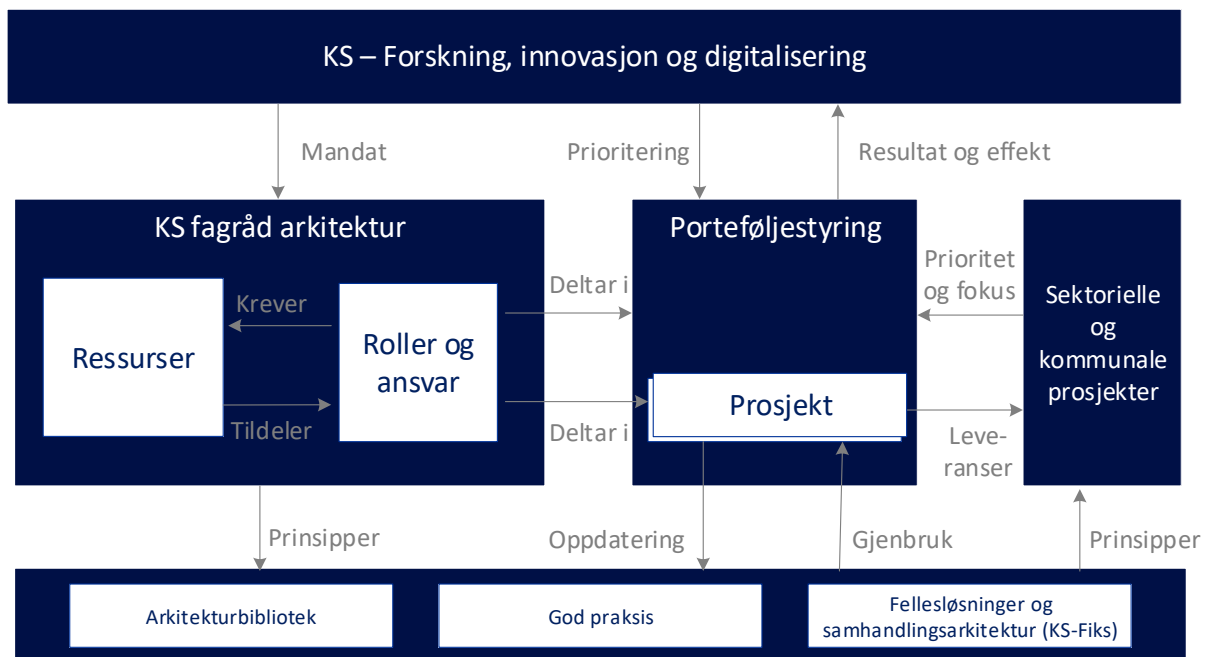 KS – Forskning, innovasjon og digitalisering
Mandat
Prioritering
Resultat og effekt
KS fagråd arkitektur
Porteføljestyring
Ressurser
Krever
Tildeler
Roller og
ansvar
Deltar i
Deltar i
Prosjekt
Prioritet
og fokus
Leve-
ranser
Sektorielle
og
kommunale
prosjekter
Prinsipper
Oppdatering
Gjenbruk
Prinsipper
Arkitekturbibliotek
God praksis
Fellesløsninger og
samhandlingsarkitektur (KS-Fiks)